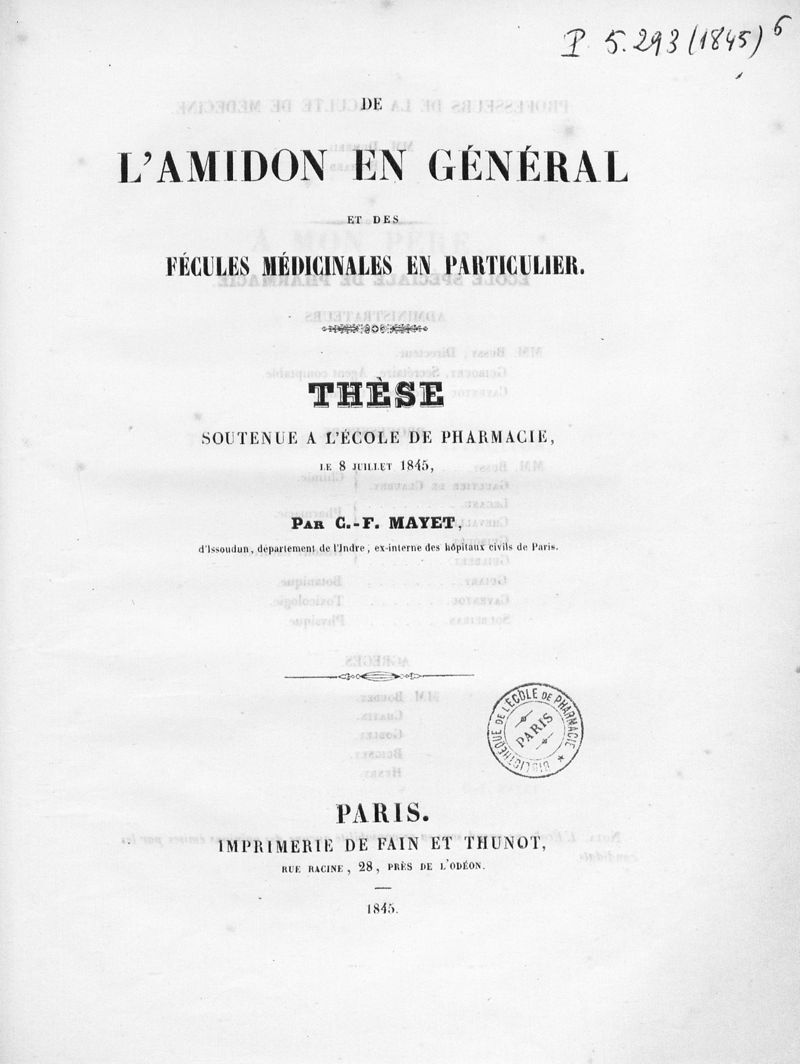 P 5.293 (1845) 6
DE
L'AMIDON EN GÉNÉRAL
ET DES
FÉCULES MÉDICINALES EN PARTICULIER.
THÈSE
SOUTENUE A L'ÉCOLE DE PHARMACIE,
LE 8 JUILLET 1845,
PAR C.-F. MAYET,
d'Issoudun, département de l'Indre, ex-interne des hôpitaux civils de Paris.
BIBLIOTHÈQUE DE L'ÉCOLE DE PHARMACIE
PARIS
PARIS.
IMPRIMERIE DE FAIN ET THUNOT,
RUE RACINE, 28, PRÈS DE L'ODÉON.
1845.